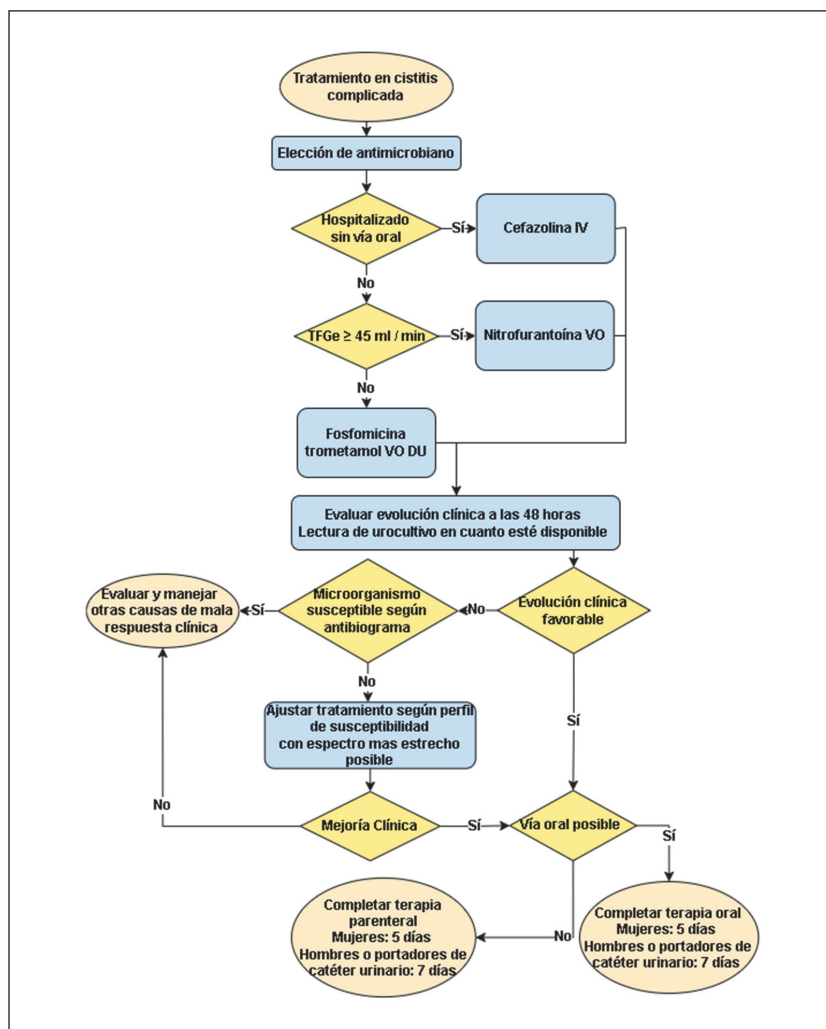 Tratamiento en cistitis
complicada
Elección de antimicrobiano
Hospitalizado
sin vía oral
Sí
Cefazolina IV
No
TFGe ≥ 45 ml / min
Sí
Nitrofurantoína VO
No
Fosfomicina
trometamol VO DU
Evaluar evolución clínica a las 48 horas
Lectura de urocultivo en cuanto esté disponible
Evolución clínica
favorable
No
Microorganismo
susceptible según
antibiograma
Sí
Evaluar y manejar
otras causas de mala
respuesta clínica
No
Ajustar tratamiento según perfil
de susceptibilidad
con espectro mas estrecho
posible
Sí
No
Mejoría Clínica
Sí
Vía oral posible
Sí
No
Completar terapia
parenteral
Mujeres: 5 días
Hombres o portadores de
catéter urinario: 7 días
Completar terapia oral
Mujeres: 5 días
Hombres o portadores de
catéter urinario: 7 días